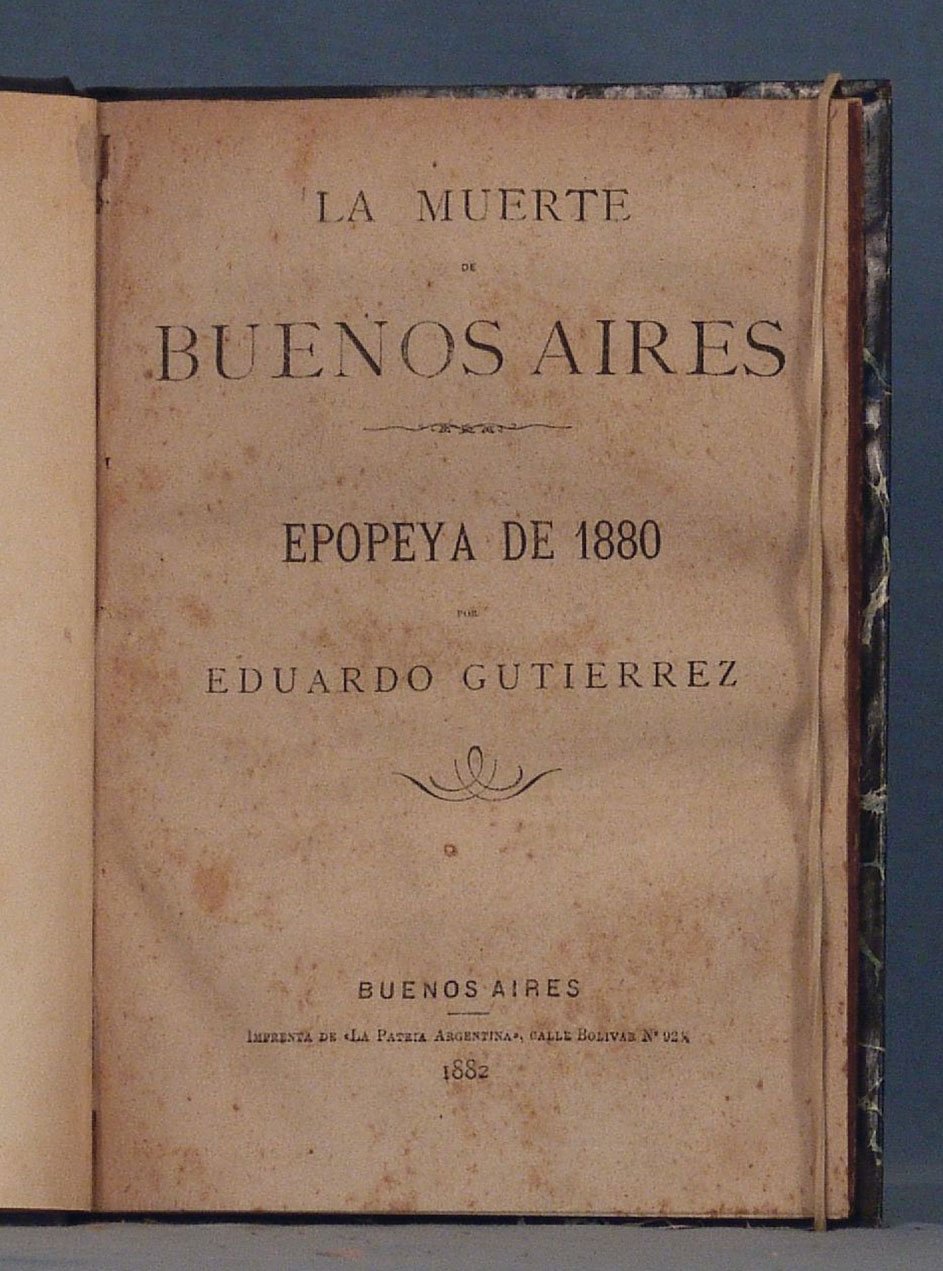 LA MUERTE
DE
BUENOS AIRES
EPOPEYA DE 1880
POR
EDUARDO GUTIERREZ
BUENOS AIRES
IMPRENTA DE «LA PATRIA ARGENTINA», CALLE BOLIVAR Nº
1882